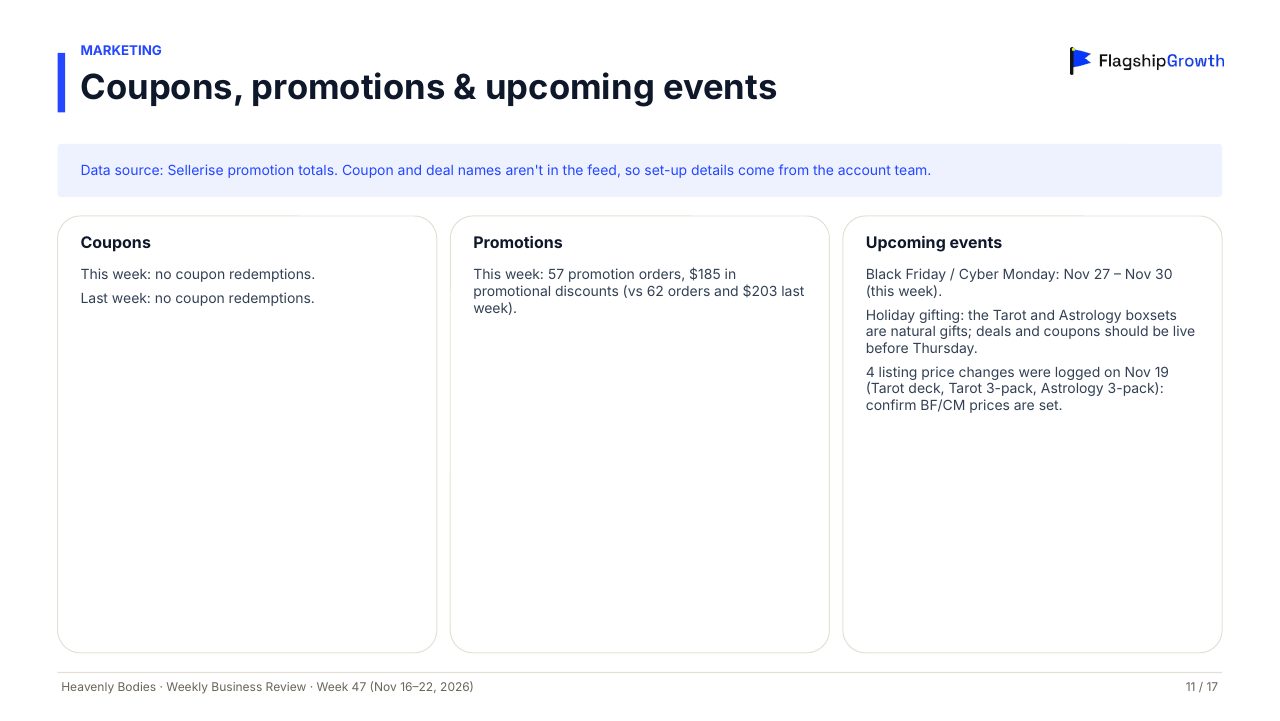 MARKETING
Coupons, promotions & upcoming events
FlagshipGrowth
Data source: Sellerise promotion totals. Coupon and deal names aren't in the feed, so set-up details come from the account team.
Coupons
This week: no coupon redemptions.
Last week: no coupon redemptions.
Promotions
This week: 57 promotion orders, $185 in
promotional discounts (vs 62 orders and $203 last
week).
Upcoming events
Black Friday / Cyber Monday: Nov 27 – Nov 30
(this week).
Holiday gifting: the Tarot and Astrology boxsets
are natural gifts; deals and coupons should be live
before Thursday.
4 listing price changes were logged on Nov 19
(Tarot deck, Tarot 3-pack, Astrology 3-pack):
confirm BF/CM prices are set.
Heavenly Bodies · Weekly Business Review · Week 47 (Nov 16–22, 2026)
11 / 17